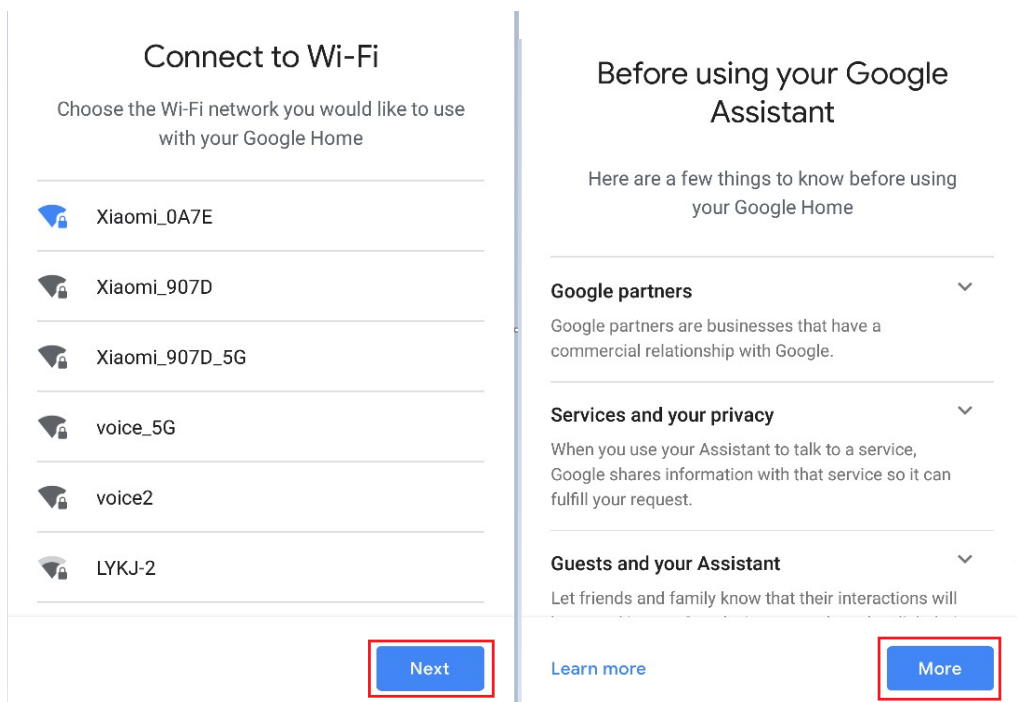 Connect to Wi-Fi
Choose the Wi-Fi network you would like to use
with your Google Home
Xiaomi_0A7E
Xiaomi_907D
Xiaomi_907D_5G
voice_5G
voice2
LYKJ-2
Next
Before using your Google
Assistant
Here are a few things to know before using
your Google Home
Google partners
Google partners are businesses that have a
commercial relationship with Google.
Services and your privacy
When you use your Assistant to talk to a service,
Google shares information with that service so it can
fulfill your request.
Guests and your Assistant
Let friends and family know that their interactions will
Learn more
More